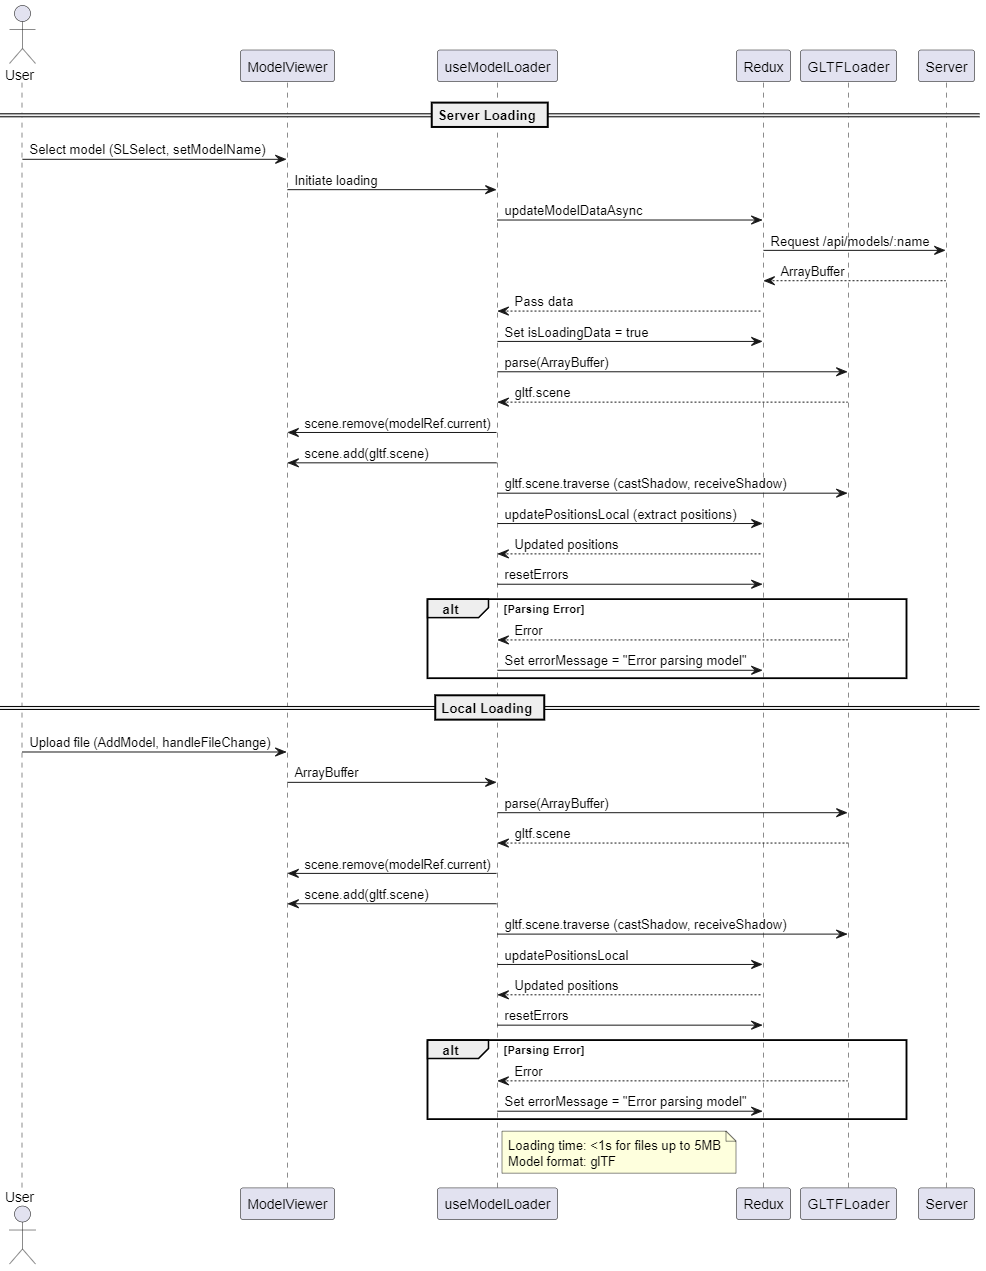 User
ModelViewer
useModelLoader
Redux
GLTFLoader
Server
Server Loading
Select model (SLSelect, setModelName)
Initiate loading
updateModelDataAsync
Request /api/models/:name
ArrayBuffer
Pass data
Set isLoadingData = true
parse(ArrayBuffer)
gltf.scene
scene.remove(modelRef.current)
scene.add(gltf.scene)
gltf.scene.traverse (castShadow, receiveShadow)
updatePositionsLocal (extract positions)
Updated positions
resetErrors
alt
[Parsing Error]
Error
Set errorMessage = "Error parsing model"
Local Loading
Upload file (AddModel, handleFileChange)
ArrayBuffer
parse(ArrayBuffer)
gltf.scene
scene.remove(modelRef.current)
scene.add(gltf.scene)
gltf.scene.traverse (castShadow, receiveShadow)
updatePositionsLocal
Updated positions
resetErrors
alt
[Parsing Error]
Error
Set errorMessage = "Error parsing model"
Loading time: <1s for files up to 5MB
Model format: glTF
User
ModelViewer
useModelLoader
Redux
GLTFLoader
Server